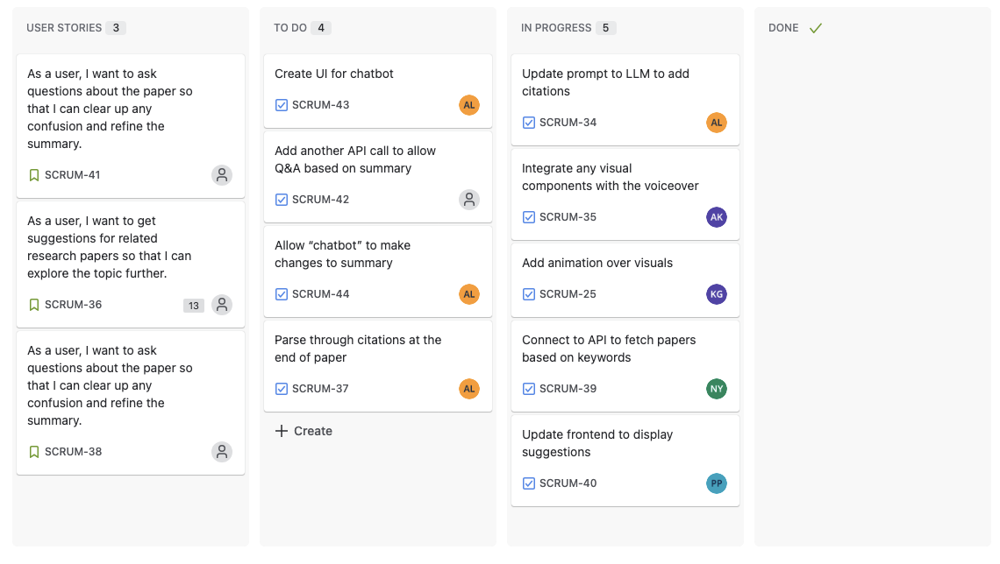 USER STORIES 3
As a user, I want to ask
questions about the paper so
that I can clear up any
confusion and refine the
summary.
SCRUM-41
As a user, I want to get
suggestions for related
research papers so that I can
explore the topic further.
SCRUM-36 13
As a user, I want to ask
questions about the paper so
that I can clear up any
confusion and refine the
summary.
SCRUM-38
TO DO 4
Create UI for chatbot
SCRUM-43 AL
Add another API call to allow
Q&A based on summary
SCRUM-42
Allow “chatbot” to make
changes to summary
SCRUM-44 AL
Parse through citations at the
end of paper
SCRUM-37 AL
Create
IN PROGRESS 5
Update prompt to LLM to add
citations
SCRUM-34 AL
Integrate any visual
components with the voiceover
SCRUM-35 AK
Add animation over visuals
SCRUM-25 KG
Connect to API to fetch papers
based on keywords
SCRUM-39 NY
Update frontend to display
suggestions
SCRUM-40 PP
DONE